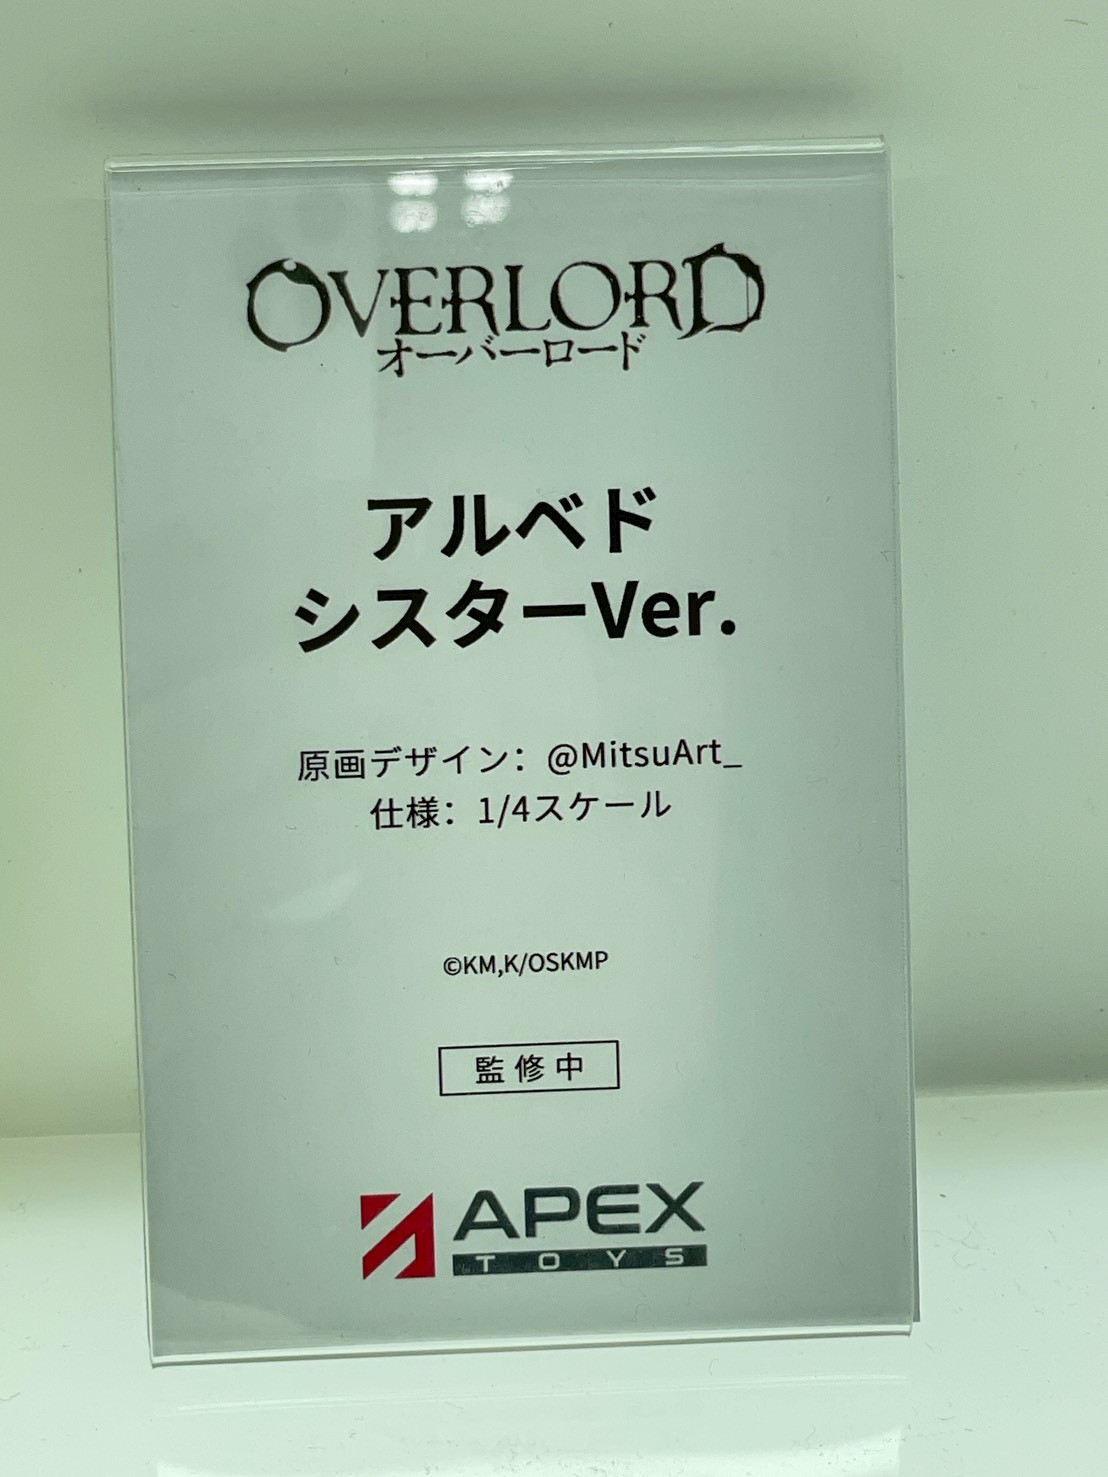 OVERLORD
オーバーロード
アルベド
シスターVer.
原画デザイン：@MitsuArt_
仕様：1/4スケール
©KM,K/OSKMP
監修中
APEX
TOYS